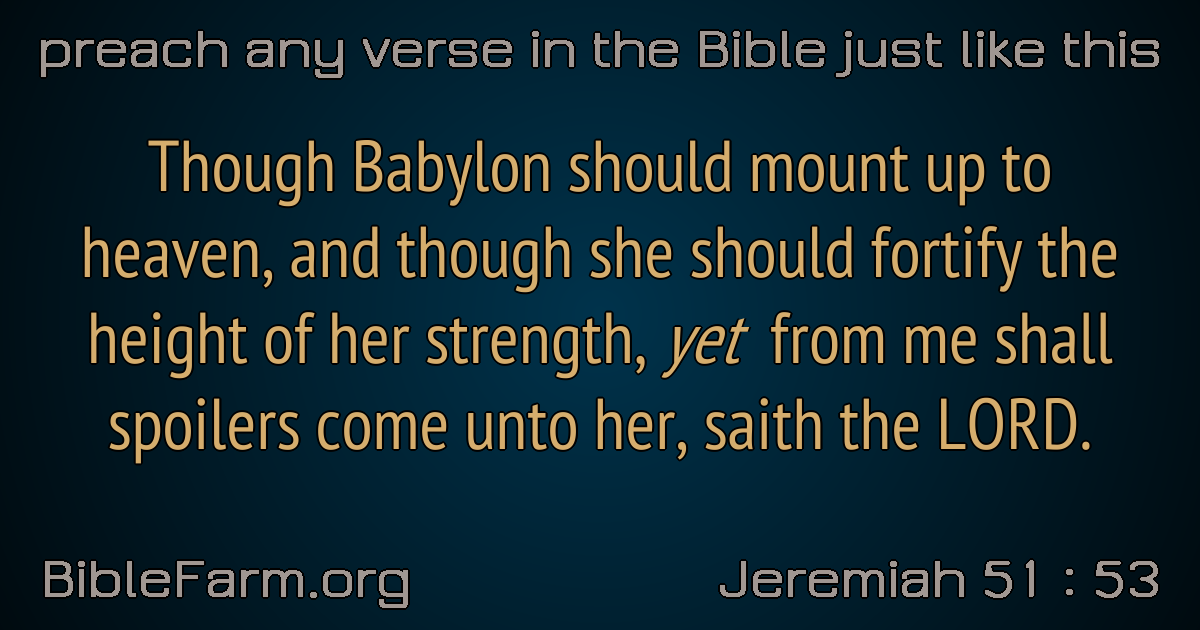 preach any verse in the Bible just like this
Though Babylon should mount up to
heaven, and though she should fortify the
height of her strength, yet from me shall
spoilers come unto her, saith the LORD.
BibleFarm.org
Jeremiah 51 : 53